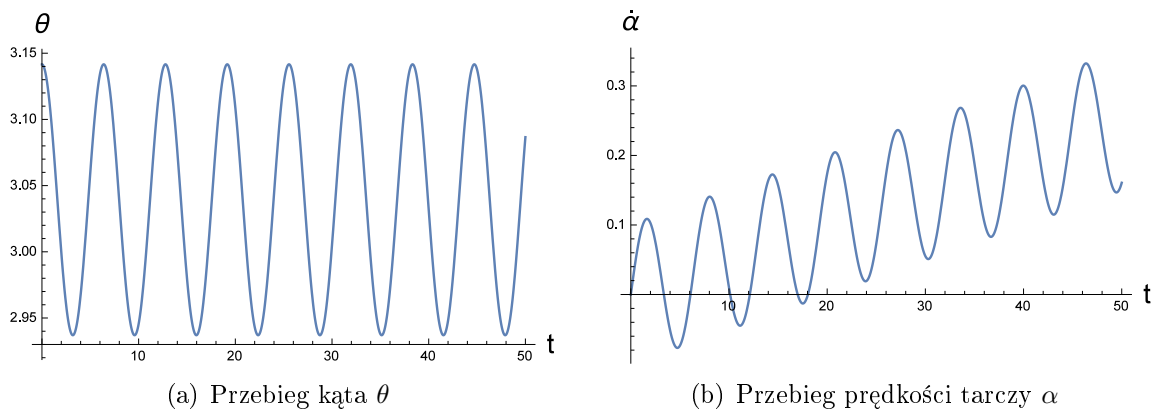 θ
3.15
3.10
3.05
3.00
2.95
10 20 30 40 50 t
α̇
0.3
0.2
0.1
10 20 30 40 50 t
(a) Przebieg kąta θ
(b) Przebieg prędkości tarczy α